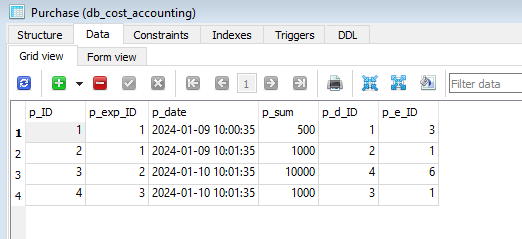 Purchase (db_cost_accounting)
Structure Data Constraints Indexes Triggers DDL
Grid view Form view
1 Filter data
p_ID p_exp_ID p_date p_sum p_d_ID p_e_ID
1 1 1 2024-01-09 10:00:35 500 1 3
2 2 1 2024-01-09 10:01:35 1000 2 1
3 3 2 2024-01-10 10:01:35 10000 4 6
4 4 3 2024-01-10 10:01:35 1000 3 1